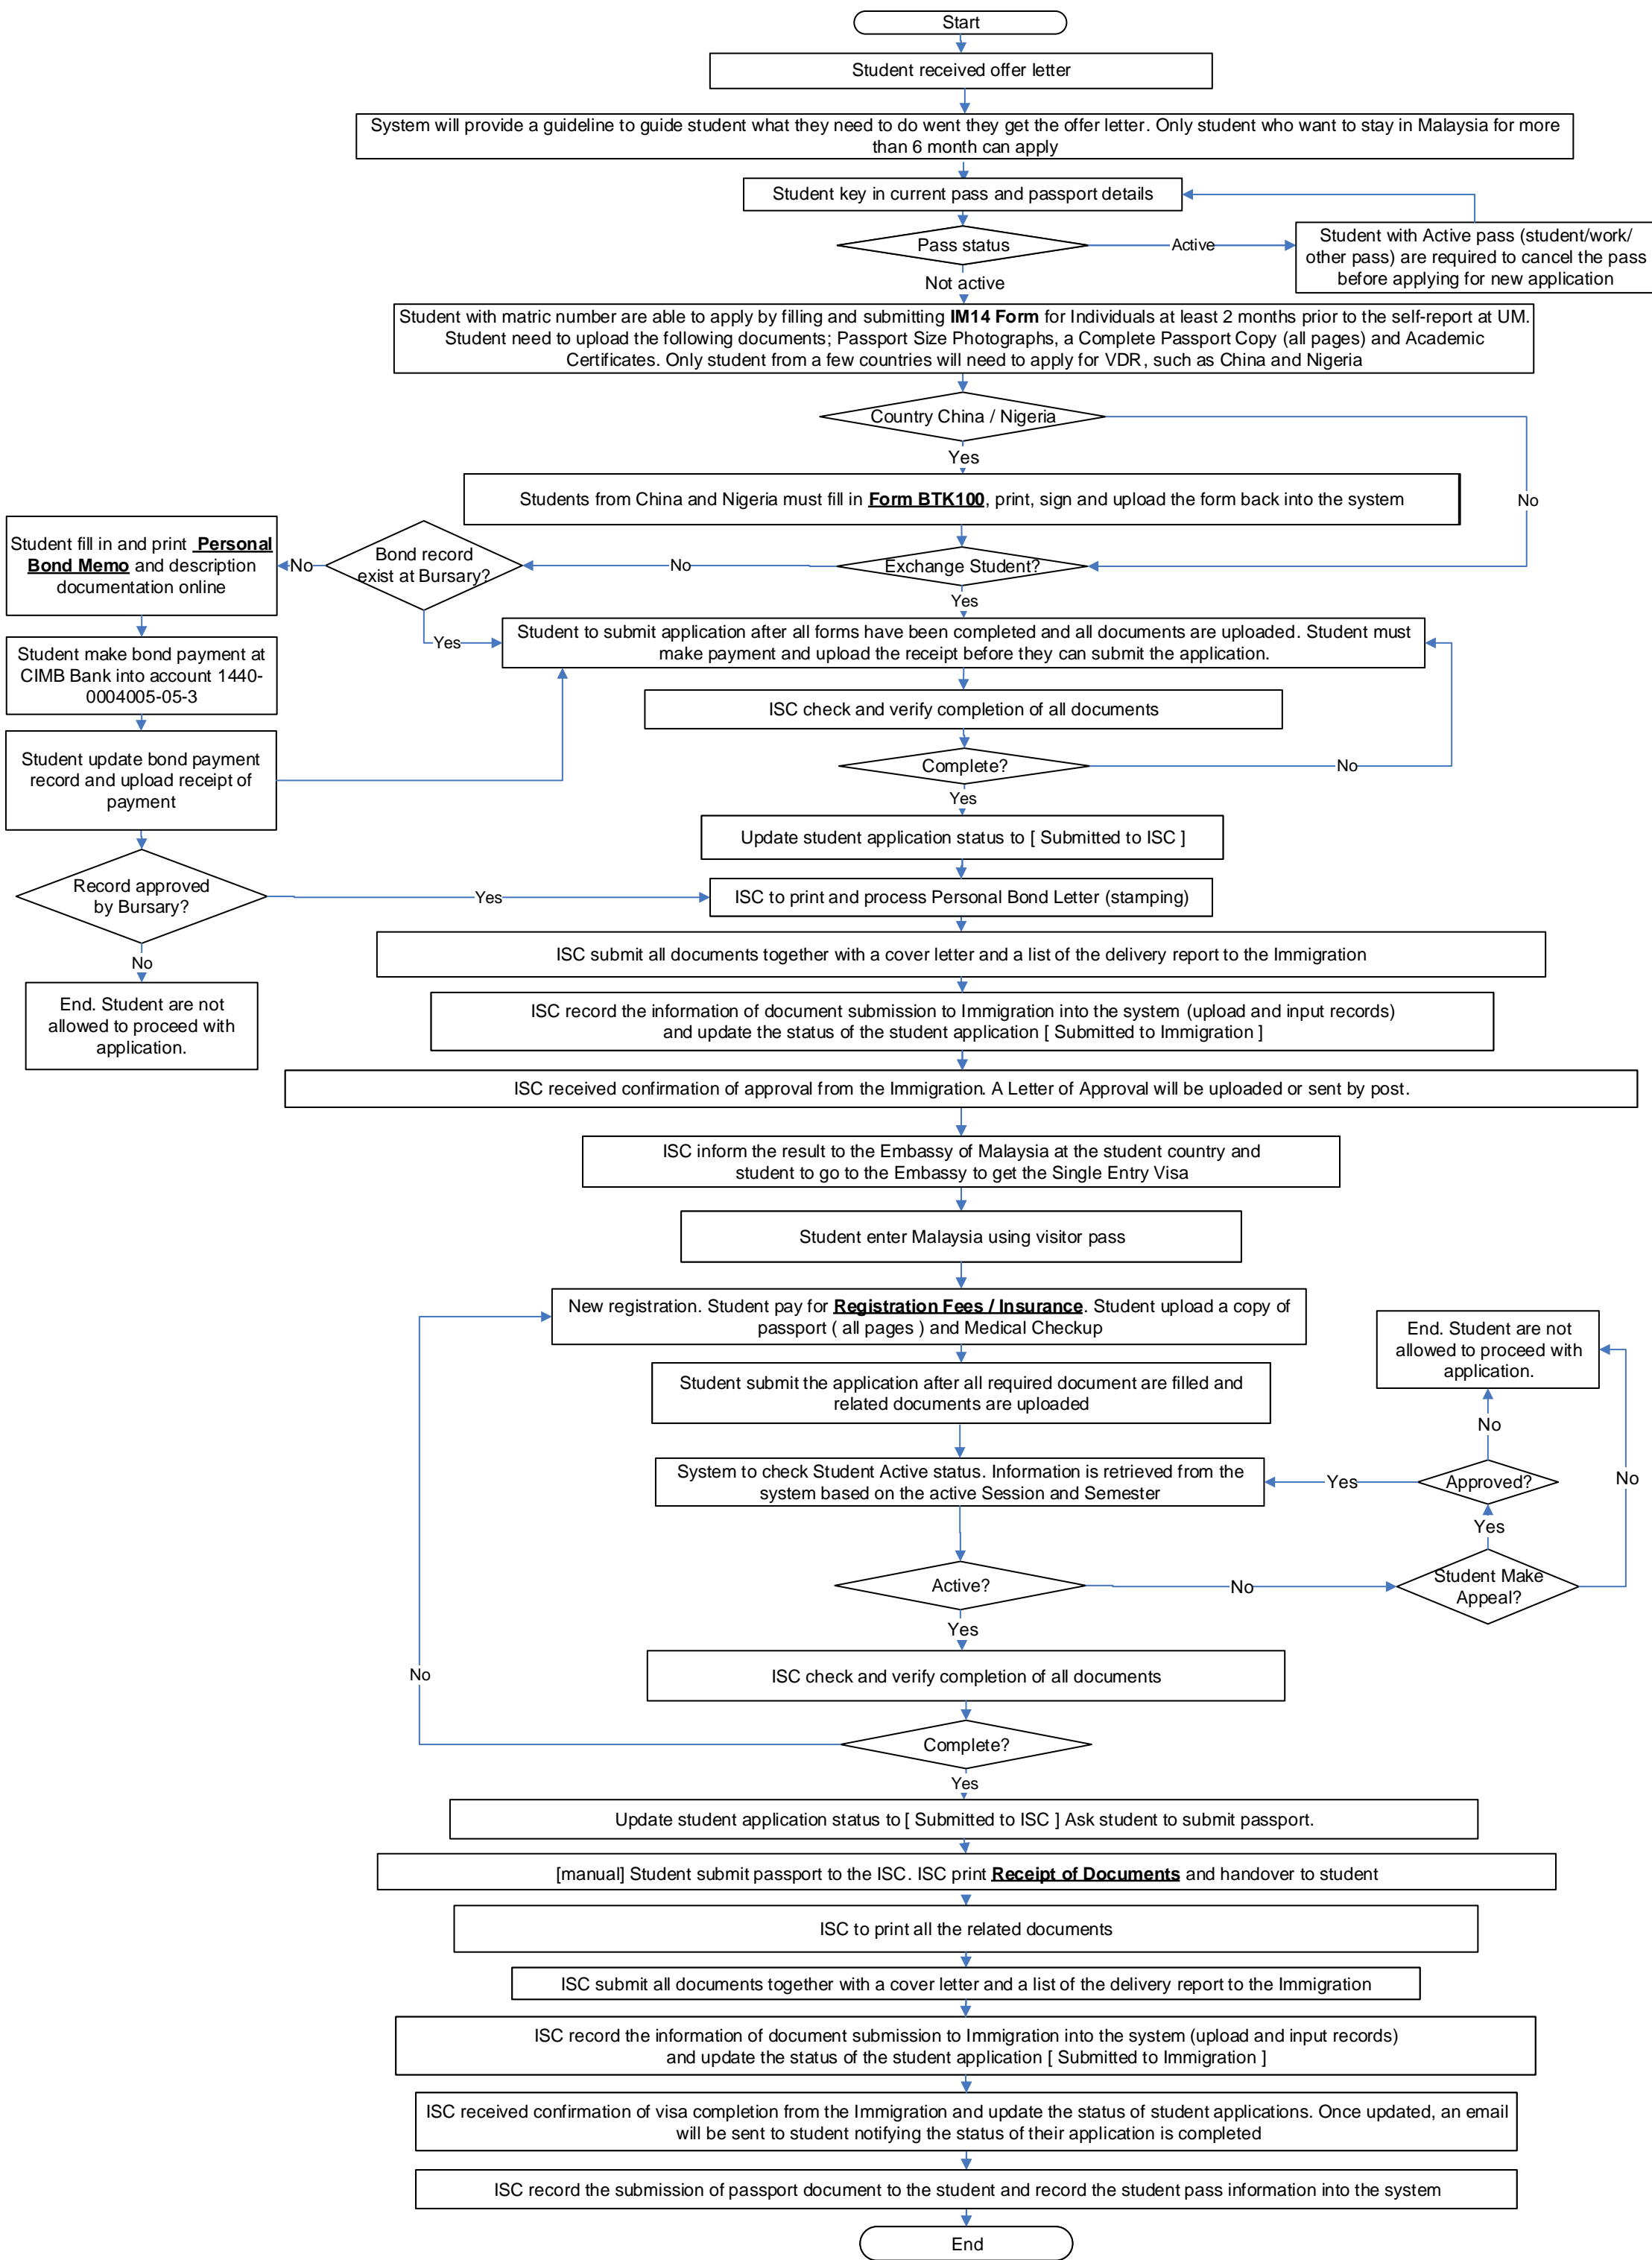 Start
Student received offer letter
System will provide a guideline to guide student what they need to do went they get the offer letter. Only student who want to stay in Malaysia for more
than 6 month can apply
Student key in current pass and passport details
Pass status
Active
Student with Active pass (student/work/
other pass) are required to cancel the pass
before applying for new application
Not active
Student with matric number are able to apply by filling and submitting IM14 Form for Individuals at least 2 months prior to the self-report at UM.
Student need to upload the following documents; Passport Size Photographs, a Complete Passport Copy (all pages) and Academic
Certificates. Only student from a few countries will need to apply for VDR, such as China and Nigeria
Country China / Nigeria
Yes
No
Students from China and Nigeria must fill in Form BTK100, print, sign and upload the form back into the system
Exchange Student?
No
Bond record
exist at Bursary?
No
Student fill in and print Personal
Bond Memo and description
documentation online
Yes
Yes
Student to submit application after all forms have been completed and all documents are uploaded. Student must
make payment and upload the receipt before they can submit the application.
Student make bond payment at
CIMB Bank into account 1440-
0004005-05-3
ISC check and verify completion of all documents
Student update bond payment
record and upload receipt of
payment
Complete?
No
Yes
Update student application status to [ Submitted to ISC ]
Record approved
by Bursary?
Yes
ISC to print and process Personal Bond Letter (stamping)
No
End. Student are not
allowed to proceed with
application.
ISC submit all documents together with a cover letter and a list of the delivery report to the Immigration
ISC record the information of document submission to Immigration into the system (upload and input records)
and update the status of the student application [ Submitted to Immigration ]
ISC received confirmation of approval from the Immigration. A Letter of Approval will be uploaded or sent by post.
ISC inform the result to the Embassy of Malaysia at the student country and
student to go to the Embassy to get the Single Entry Visa
Student enter Malaysia using visitor pass
New registration. Student pay for Registration Fees / Insurance. Student upload a copy of
passport ( all pages ) and Medical Checkup
End. Student are not
allowed to proceed with
application.
Student submit the application after all required document are filled and
related documents are uploaded
No
System to check Student Active status. Information is retrieved from the
system based on the active Session and Semester
Yes
Approved?
No
Yes
Active?
No
Student Make
Appeal?
Yes
ISC check and verify completion of all documents
No
Complete?
Yes
Update student application status to [ Submitted to ISC ] Ask student to submit passport.
[manual] Student submit passport to the ISC. ISC print Receipt of Documents and handover to student
ISC to print all the related documents
ISC submit all documents together with a cover letter and a list of the delivery report to the Immigration
ISC record the information of document submission to Immigration into the system (upload and input records)
and update the status of the student application [ Submitted to Immigration ]
ISC received confirmation of visa completion from the Immigration and update the status of student applications. Once updated, an email
will be sent to student notifying the status of their application is completed
ISC record the submission of passport document to the student and record the student pass information into the system
End